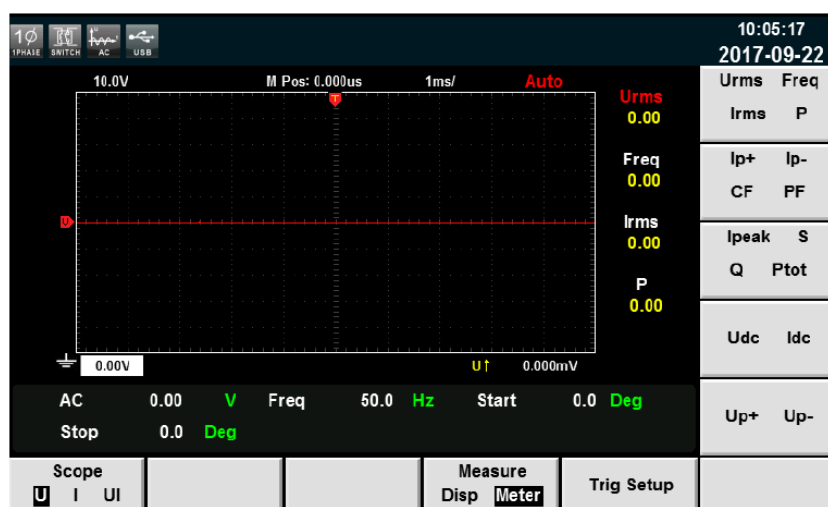 1Ø
1PHASE SNITCH AC USB
10:05:17
2017-09-22
10.0V M Pos: 0.000us 1ms/ Auto
T
Urms
0.00
Freq
0.00
U
Irms
0.00
P
0.00
0.00V U↑ 0.000mV
AC 0.00 V Freq 50.0 Hz Start 0.0 Deg
Stop 0.0 Deg
Urms Freq
Irms P
Ip+ Ip-
CF PF
Ipeak S
Q Ptot
Udc Idc
Up+ Up-
Scope
U I UI
Measure
Disp Meter
Trig Setup